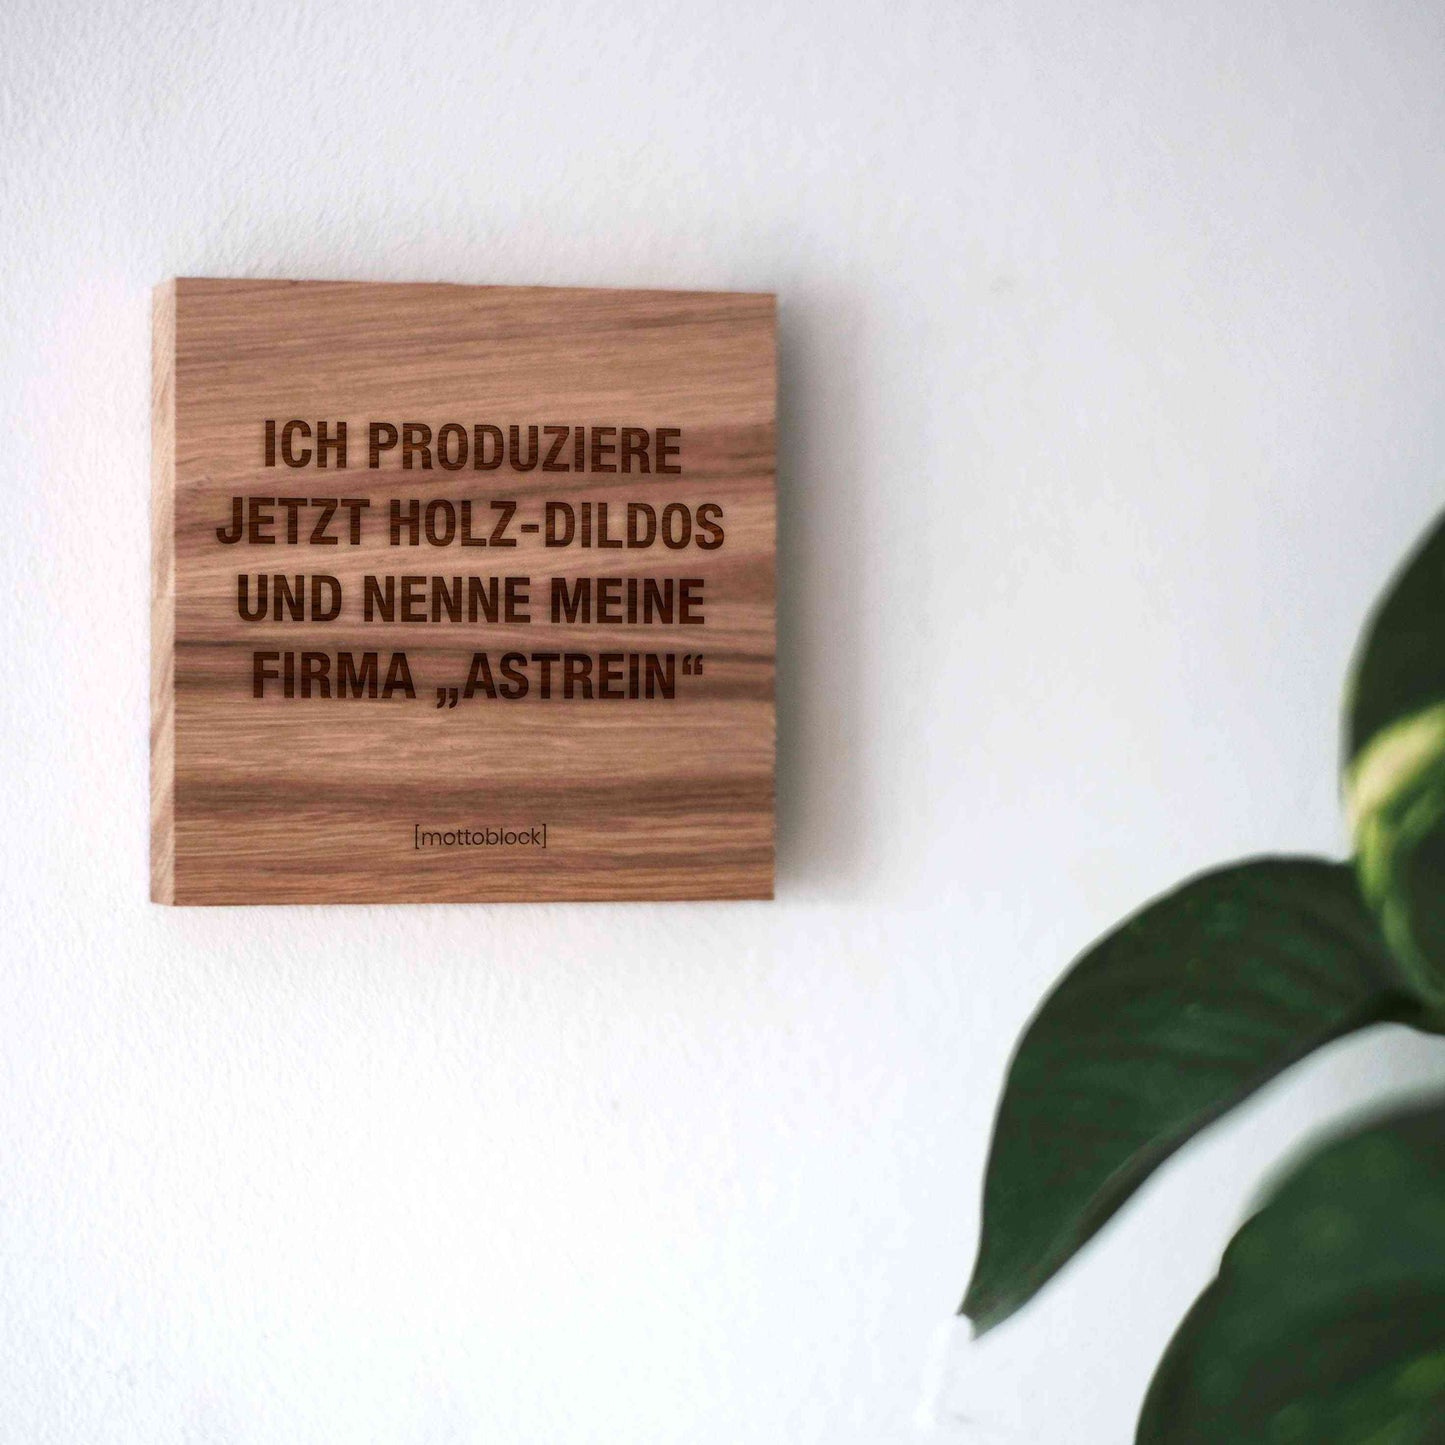 ICH PRODUZIERE
JETZT HOLZ-DILDOS
UND NENNE MEINE
FIRMA „ASTREIN“
[mottoblock]